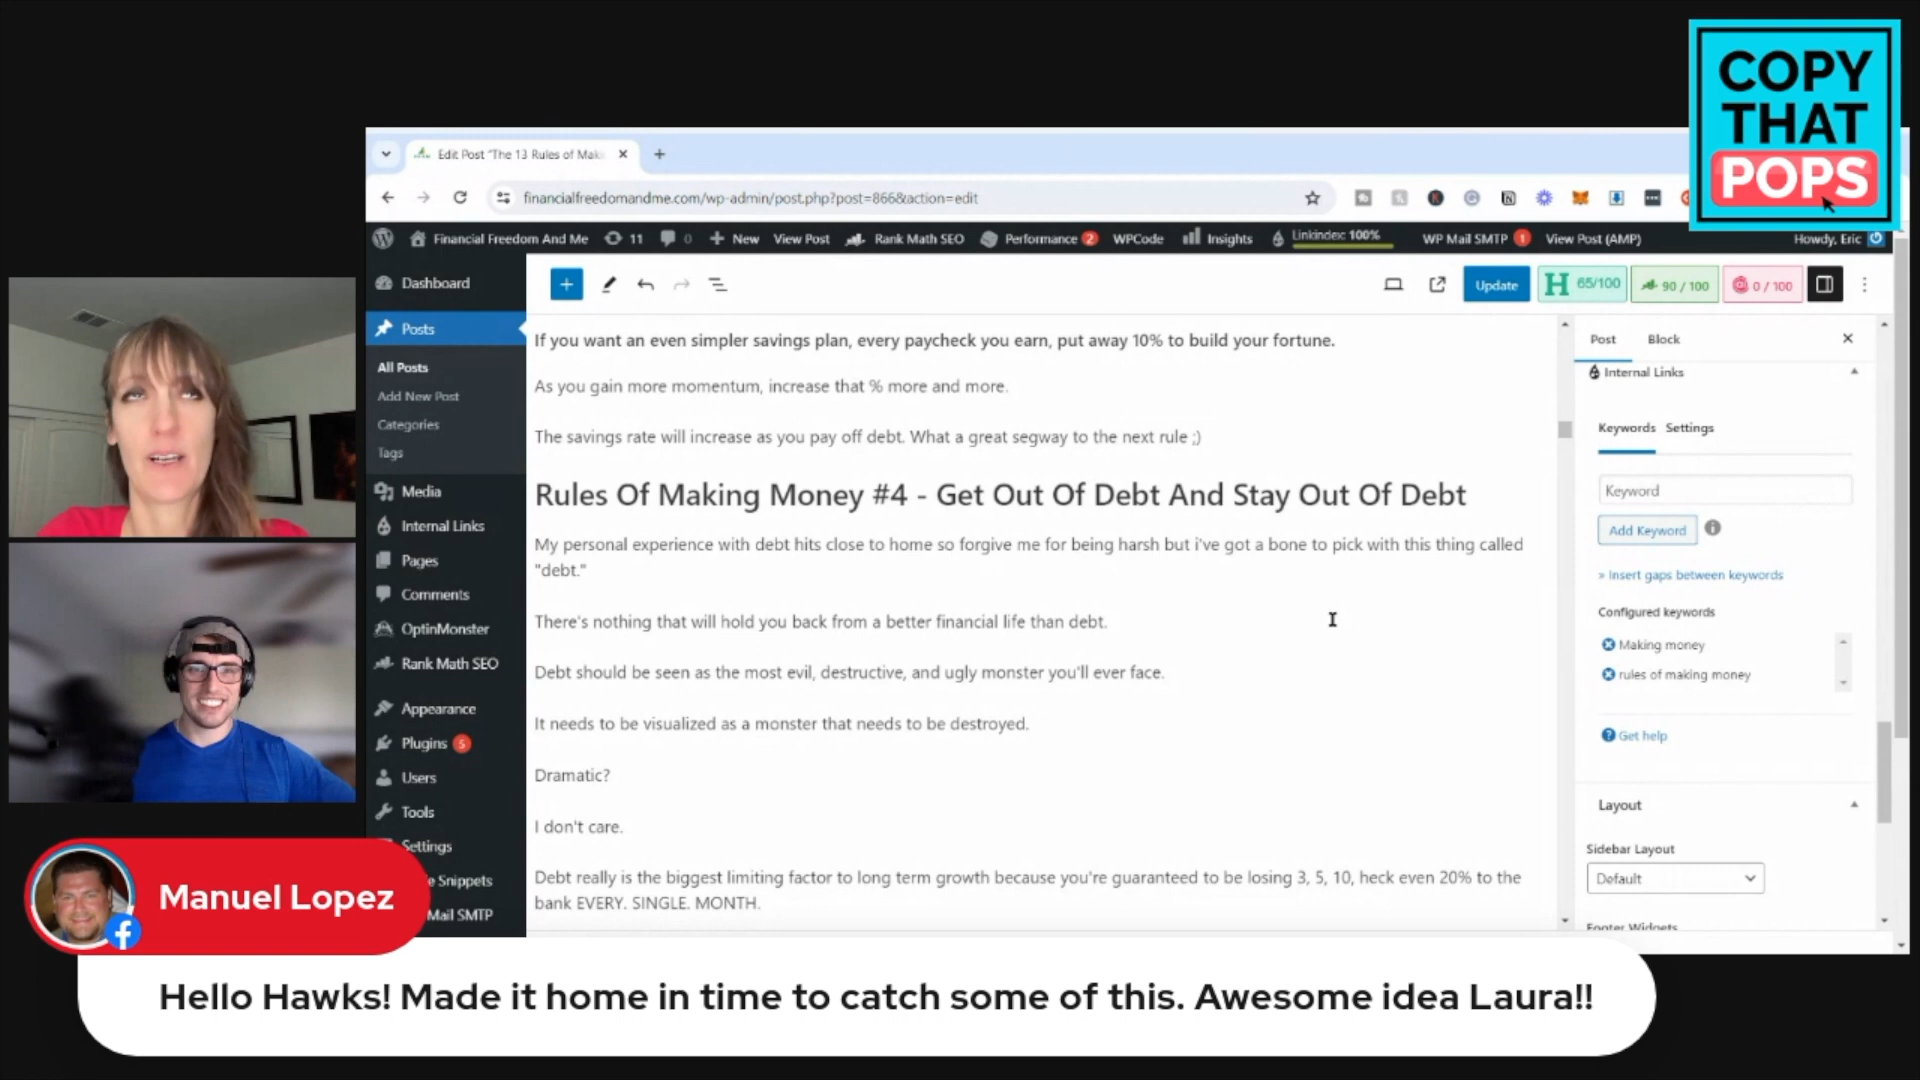 COPY
THAT
POPS
Edit Post "The 13 Rules of Maki
financialfreedomandme.com/wp-admin/post.php?post=866&action=edit
Financial Freedom And Me 11 0 New View Post Rank Math SEO Performance 2 WPCode Insights Linkindex: 100% WP Mail SMTP 1 View Post (AMP) Howdy, Eric
Dashboard
Posts
All Posts
Add New Post
Categories
Tags
Media
Internal Links
Pages
Comments
OptinMonster
Rank Math SEO
Appearance
Plugins 5
Users
Tools
Settings
e Snippets
Mail SMTP
Update H 65/100 90 / 100 0 / 100
If you want an even simpler savings plan, every paycheck you earn, put away 10% to build your fortune.
As you gain more momentum, increase that % more and more.
The savings rate will increase as you pay off debt. What a great segway to the next rule ;)
Rules Of Making Money #4 - Get Out Of Debt And Stay Out Of Debt
My personal experience with debt hits close to home so forgive me for being harsh but i've got a bone to pick with this thing called
"debt."
There's nothing that will hold you back from a better financial life than debt.
Debt should be seen as the most evil, destructive, and ugly monster you'll ever face.
It needs to be visualized as a monster that needs to be destroyed.
Dramatic?
I don't care.
Debt really is the biggest limiting factor to long term growth because you're guaranteed to be losing 3, 5, 10, heck even 20% to the
bank EVERY. SINGLE. MONTH.
Post Block
Internal Links
Keywords Settings
Keyword
Add Keyword
» Insert gaps between keywords
Configured keywords
Making money
rules of making money
Get help
Layout
Sidebar Layout
Default
Footer Widgets
Manuel Lopez
Hello Hawks! Made it home in time to catch some of this. Awesome idea Laura!!